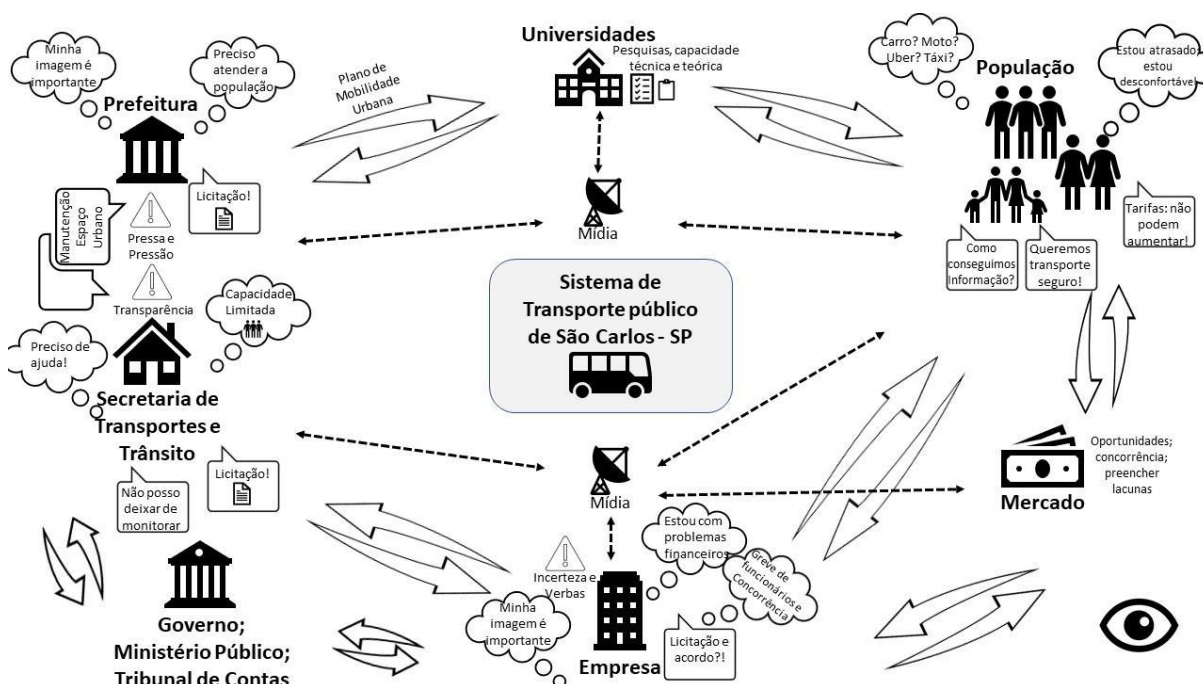 Minha
imagem é
importante
Preciso
atender a
população
Prefeitura
Plano de
Mobilidade
Urbana
Universidades
Pesquisas, capacidade
técnica e teórica
Carro? Moto?
Uber? Táxi?
População
Estou atrasado,
estou
desconfortável
Manutenção
Espaço
Urbano
Licitação!
Pressa e
Pressão
Transparência
Mídia
Tarifas: não
podem
aumentar!
Como
conseguimos
Informação?
Queremos
transporte
seguro!
Sistema de
Transporte público
de São Carlos - SP
Capacidade
Limitada
Preciso de
ajuda!
Secretaria de
Transportes e
Trânsito
Não posso
deixar de
monitorar
Licitação!
Mídia
Oportunidades;
concorrência;
preencher
lacunas
Mercado
Estou com
problemas
financeiros
Greve de
funcionários e
Concorrência
Incerteza e
Verbas
Minha
imagem é
importante
Licitação e
acordo?!
Empresa
Governo;
Ministério Público;
Tribunal de Contas